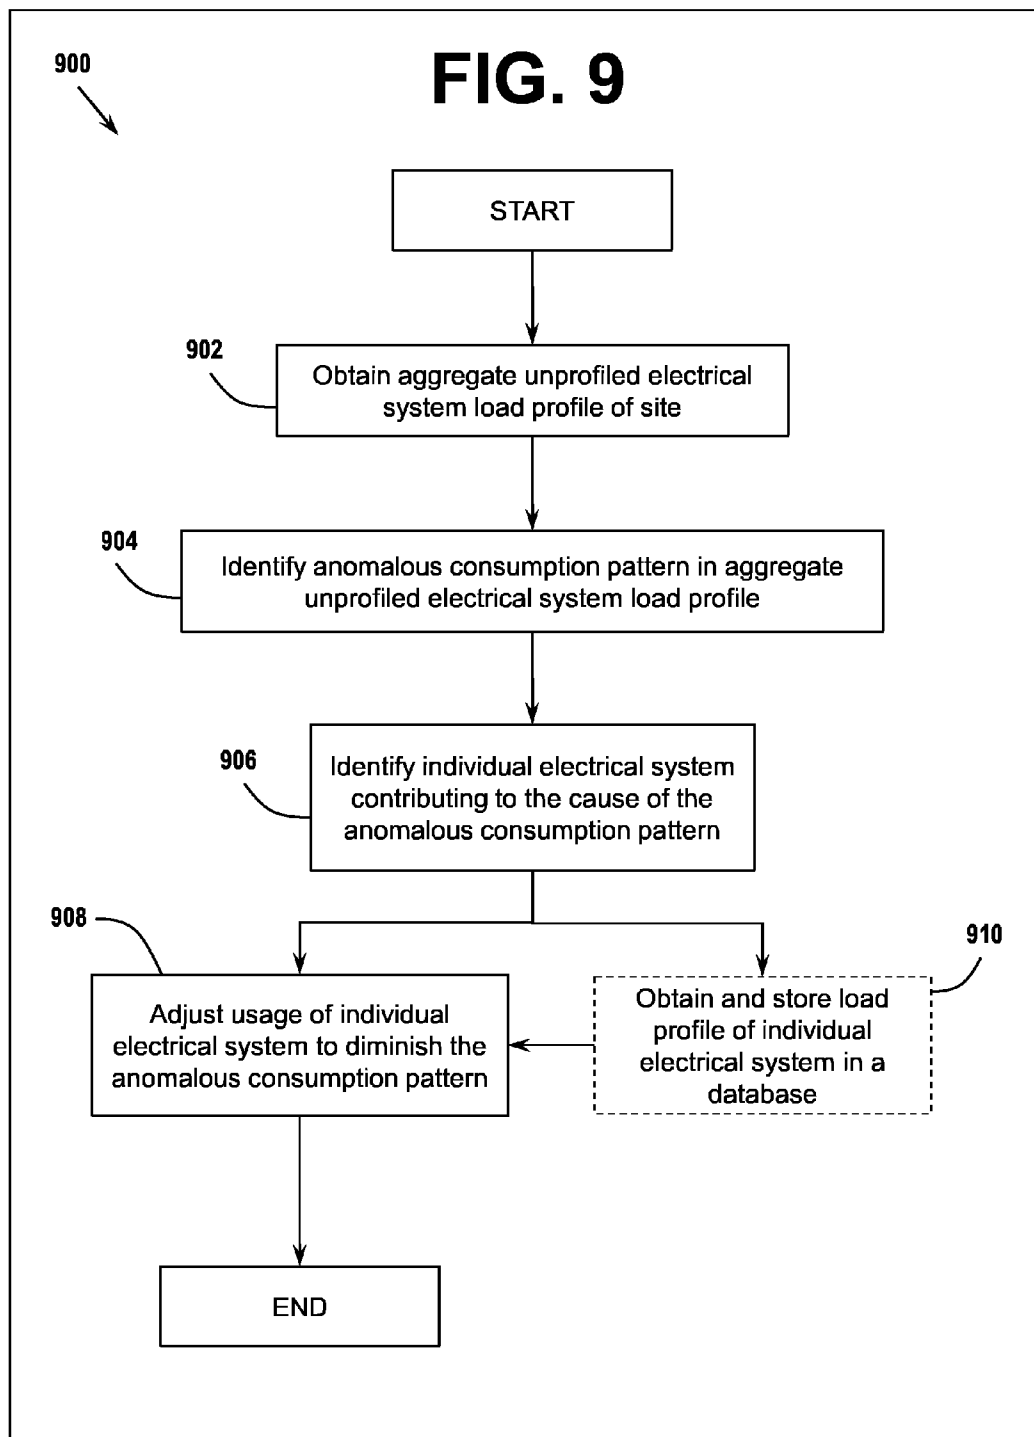 FIG. 9
900
START
902
Obtain aggregate unprofiled electrical
system load profile of site
904
Identify anomalous consumption pattern in aggregate
unprofiled electrical system load profile
906
Identify individual electrical system
contributing to the cause of the
anomalous consumption pattern
908
Adjust usage of individual
electrical system to diminish the
anomalous consumption pattern
910
Obtain and store load
profile of individual
electrical system in a
database
END